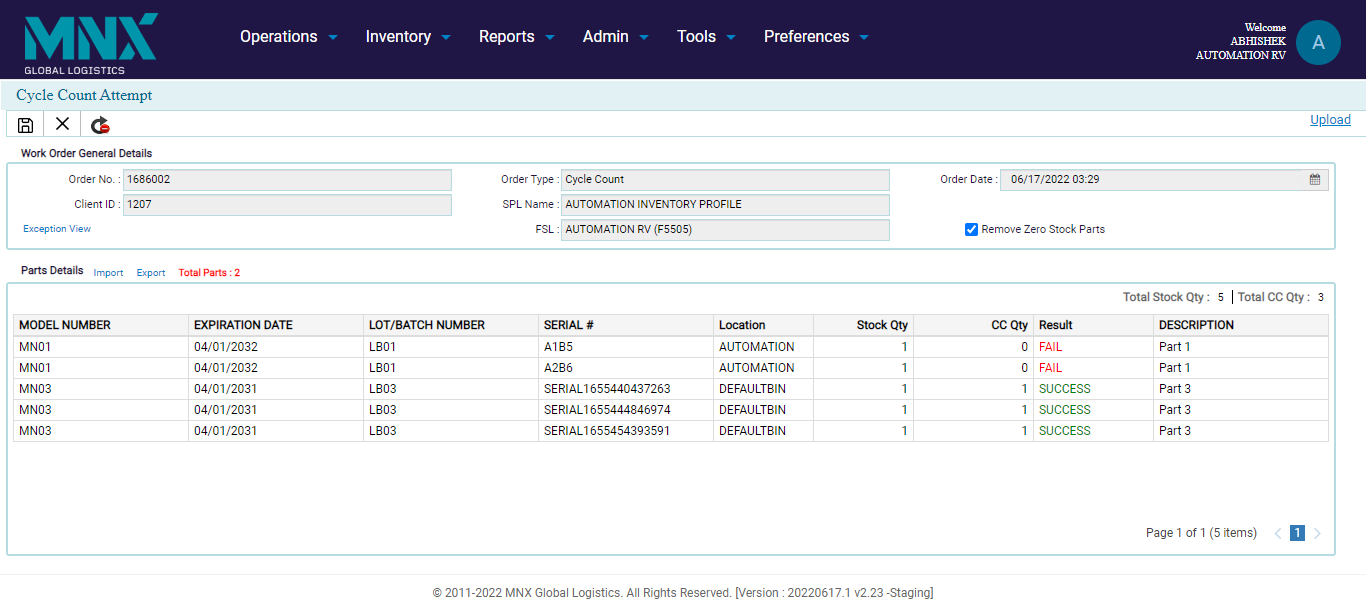 MNX
GLOBAL LOGISTICS
Operations Inventory Reports Admin Tools Preferences
Welcome
ABHISHEK
AUTOMATION RV
A
Cycle Count Attempt
Upload
Work Order General Details
Order No. : 1686002 Order Type : Cycle Count Order Date : 06/17/2022 03:29
Client ID : 1207 SPL Name : AUTOMATION INVENTORY PROFILE
Exception View FSL : AUTOMATION RV (F5505) Remove Zero Stock Parts
Parts Details Import Export Total Parts : 2
Total Stock Qty : 5 | Total CC Qty : 3
MODEL NUMBER EXPIRATION DATE LOT/BATCH NUMBER SERIAL # Location Stock Qty CC Qty Result DESCRIPTION
MN01 04/01/2032 LB01 A1B5 AUTOMATION 1 0 FAIL Part 1
MN01 04/01/2032 LB01 A2B6 AUTOMATION 1 0 FAIL Part 1
MN03 04/01/2031 LB03 SERIAL1655440437263 DEFAULTBIN 1 1 SUCCESS Part 3
MN03 04/01/2031 LB03 SERIAL1655444846974 DEFAULTBIN 1 1 SUCCESS Part 3
MN03 04/01/2031 LB03 SERIAL1655454393591 DEFAULTBIN 1 1 SUCCESS Part 3
Page 1 of 1 (5 items) 1
© 2011-2022 MNX Global Logistics. All Rights Reserved. [Version : 20220617.1 v2.23 -Staging]